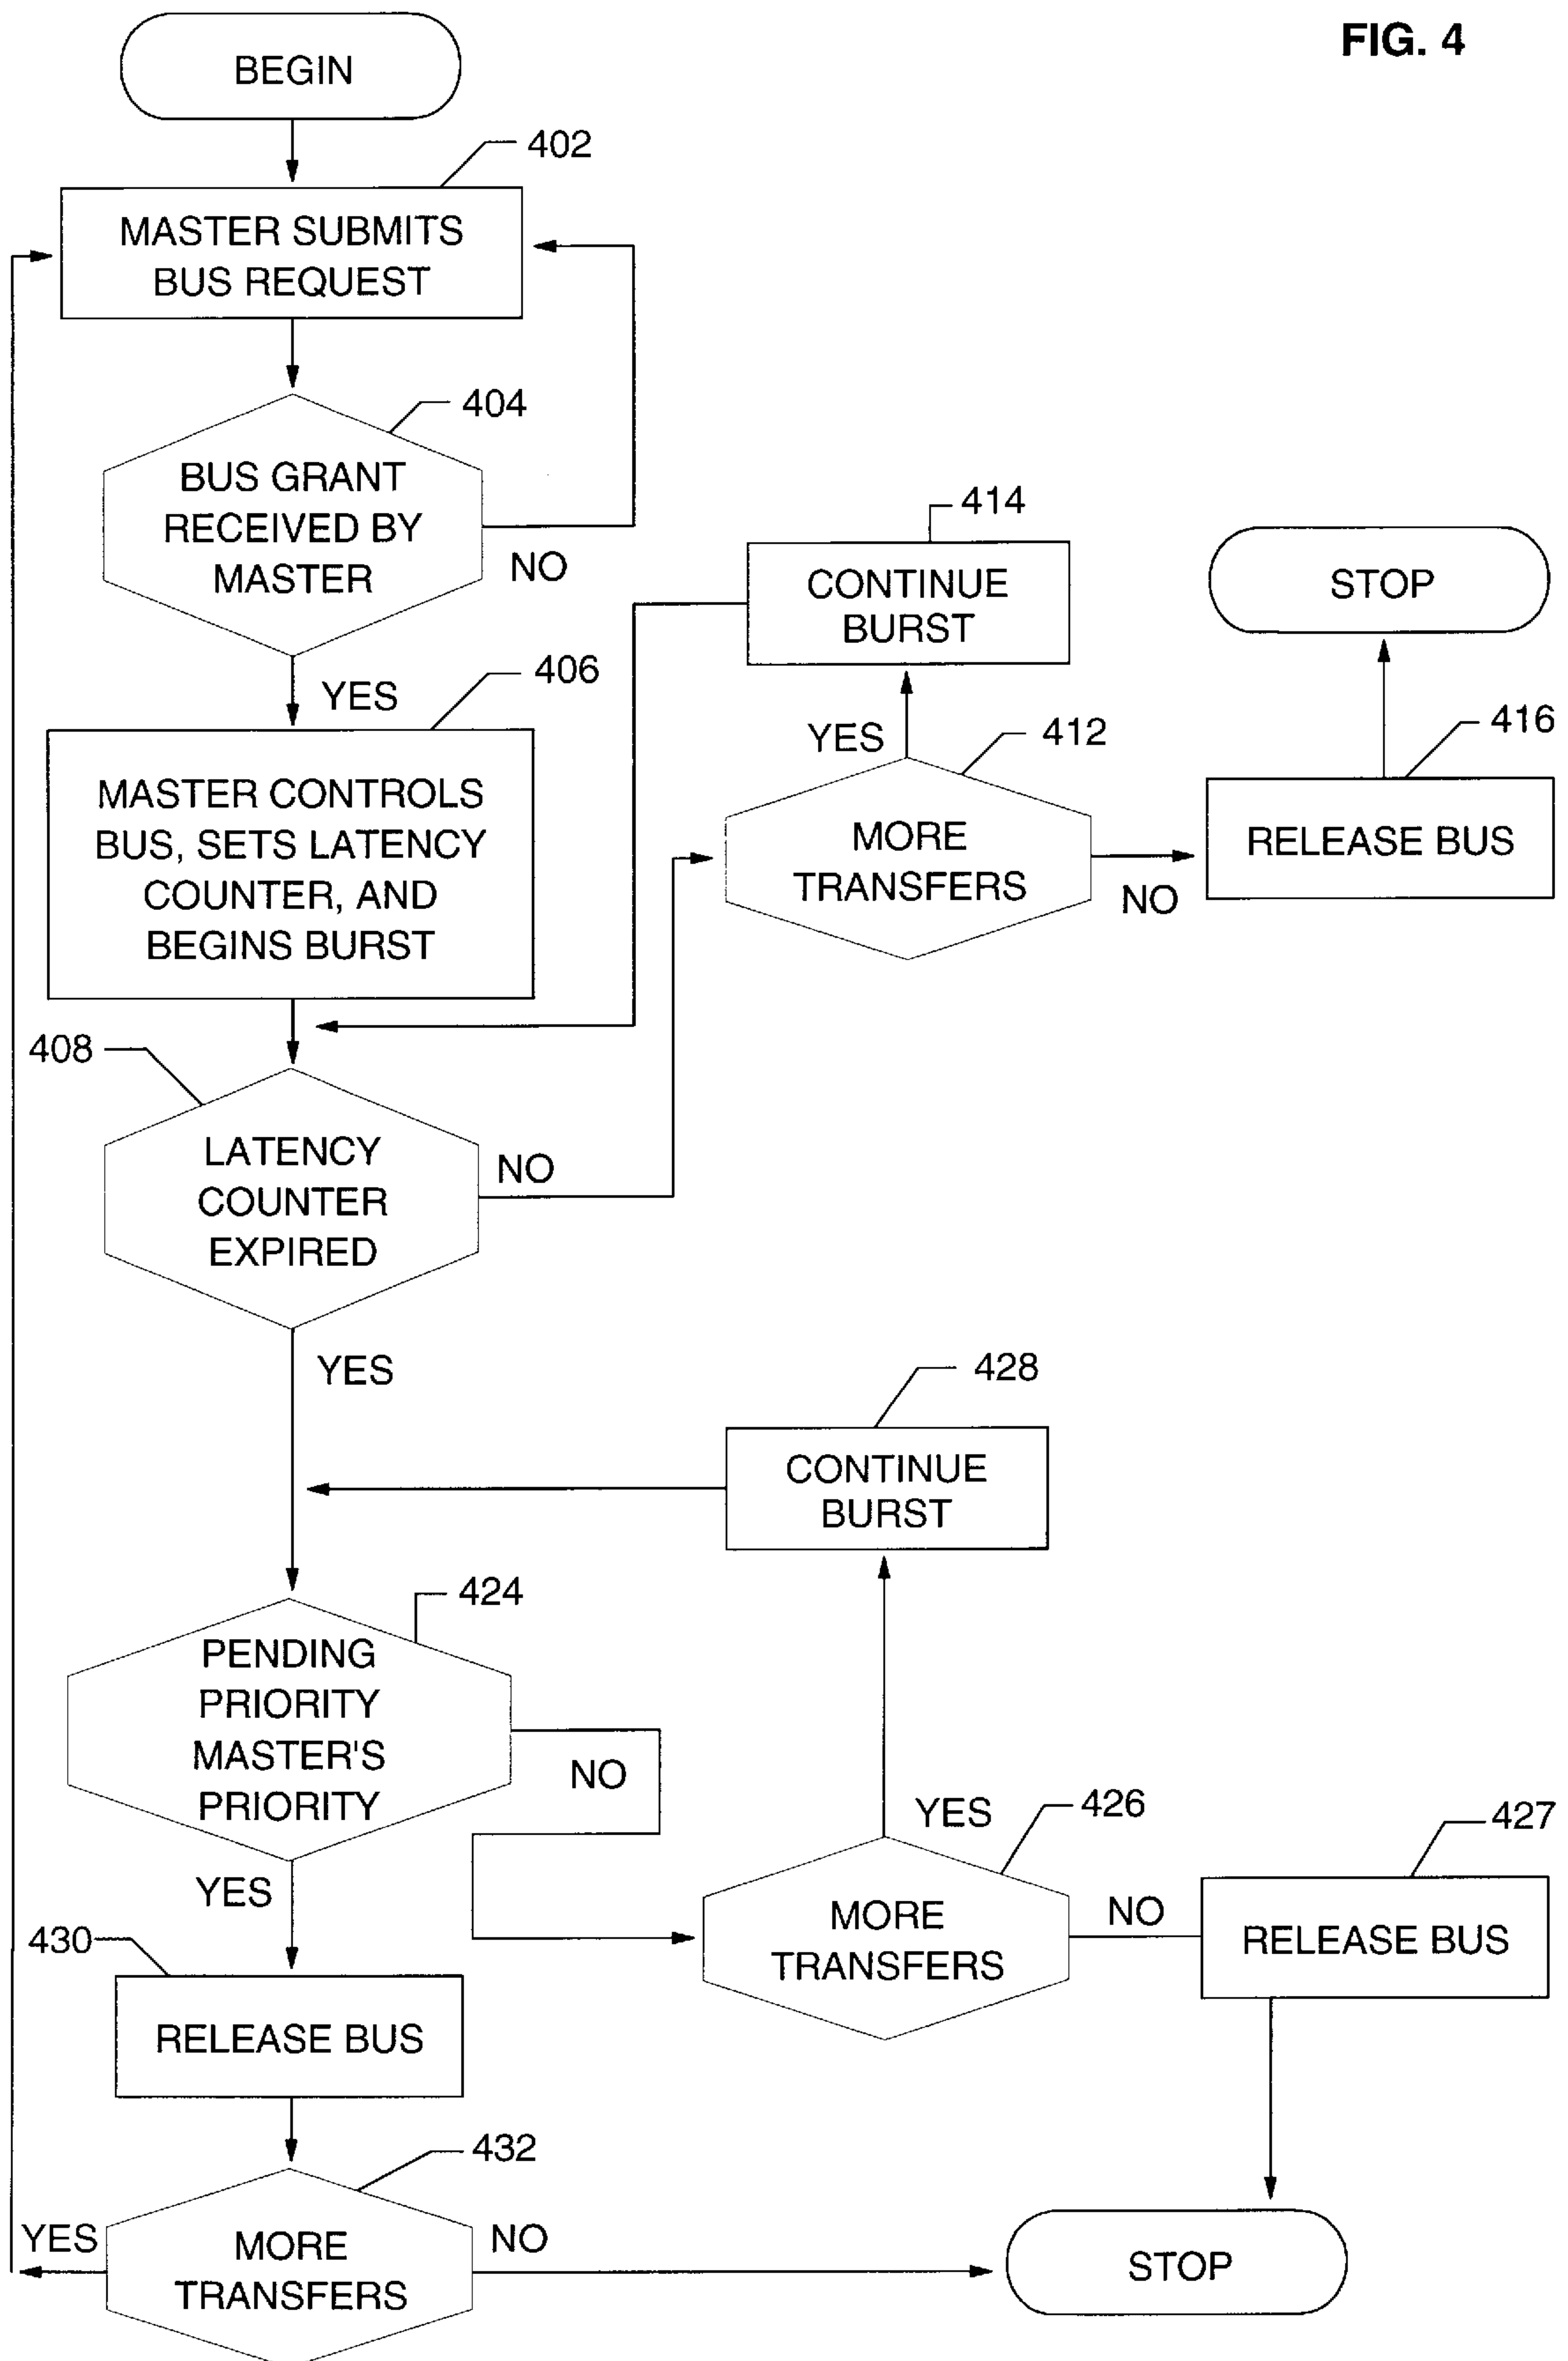 FIG. 4
BEGIN
402
MASTER SUBMITS
BUS REQUEST
404
BUS GRANT
RECEIVED BY
MASTER
NO
YES
406
MASTER CONTROLS
BUS, SETS LATENCY
COUNTER, AND
BEGINS BURST
414
CONTINUE
BURST
STOP
YES
412
MORE
TRANSFERS
NO
416
RELEASE BUS
408
LATENCY
COUNTER
EXPIRED
NO
YES
428
CONTINUE
BURST
424
PENDING
PRIORITY
MASTER'S
PRIORITY
NO
YES
YES
426
MORE
TRANSFERS
NO
427
RELEASE BUS
430
RELEASE BUS
432
YES
MORE
TRANSFERS
NO
STOP